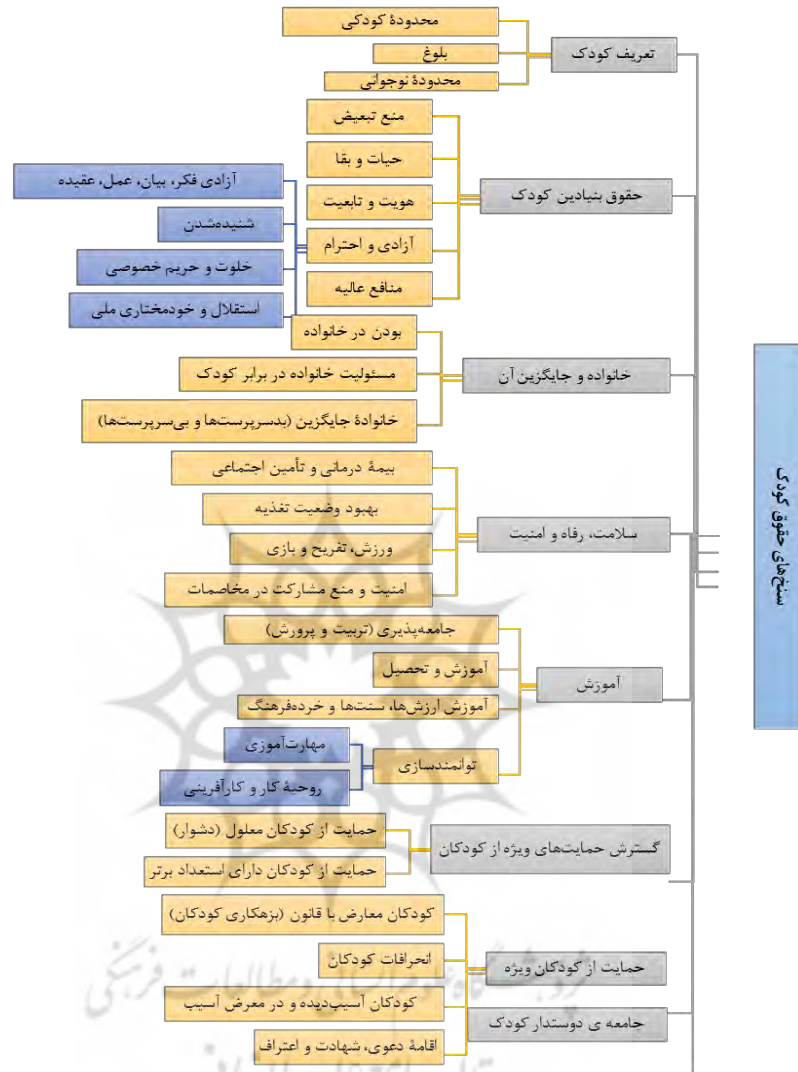 سنخ‌های حقوق کودک
تعریف کودک
محدودهٔ کودکی
بلوغ
محدودهٔ نوجوانی
حقوق بنیادین کودک
منع تبعیض
حیات و بقا
هویت و تابعیت
آزادی و احترام
آزادی فکر، بیان، عمل، عقیده
شنیده‌شدن
خلوت و حریم خصوصی
استقلال و خودمختاری ملی
منافع عالیه
خانواده و جایگزین آن
بودن در خانواده
مسئولیت خانواده در برابر کودک
خانوادهٔ جایگزین (بدسرپرست‌ها و بی‌سرپرست‌ها)
سلامت، رفاه و امنیت
بیمهٔ درمانی و تأمین اجتماعی
بهبود وضعیت تغذیه
ورزش، تفریح و بازی
امنیت و منع مشارکت در مخاصمات
آموزش
جامعه‌پذیری (تربیت و پرورش)
آموزش و تحصیل
آموزش ارزش‌ها، سنت‌ها و خرده‌فرهنگ
توانمندسازی
مهارت‌آموزی
روحیهٔ کار و کارآفرینی
گسترش حمایت‌های ویژه از کودکان
حمایت از کودکان معلول (دشوار)
حمایت از کودکان دارای استعداد برتر
حمایت از کودکان ویژه
کودکان معارض با قانون (بزهکاری کودکان)
انحرافات کودکان
کودکان آسیب‌دیده و در معرض آسیب
اقامهٔ دعوی، شهادت و اعتراف
جامعه ی دوستدار کودک